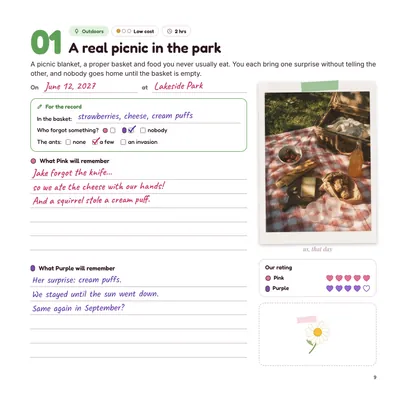 01
Outdoors
Low cost
2 hrs
A real picnic in the park
A picnic blanket, a proper basket and food you never usually eat. You each bring one surprise without telling the
other, and nobody goes home until the basket is empty.
On June 12, 2027 at Lakeside Park
For the record
In the basket: strawberries, cheese, cream puffs
Who forgot something? nobody
The ants: none a few an invasion
What Pink will remember
Jake forgot the knife...
so we ate the cheese with our hands!
And a squirrel stole a cream puff.
us, that day
What Purple will remember
Her surprise: cream puffs.
We stayed until the sun went down.
Same again in September?
Our rating
Pink
Purple
9